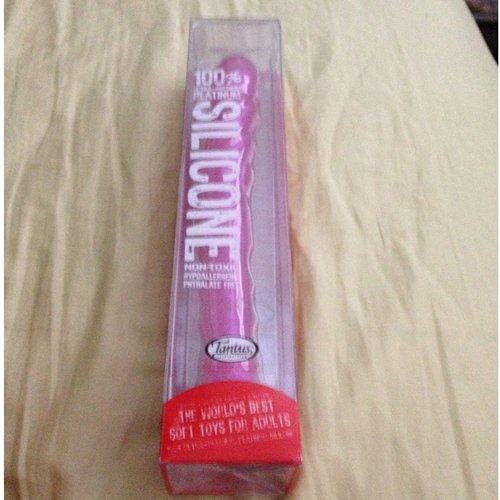 100%
PLATINUM
SILICONE
NON-TOXIC
HYPOALLERGENIC
PHTHALATE FREE
Tantus
THE WORLD'S BEST
SOFT TOYS FOR ADULTS